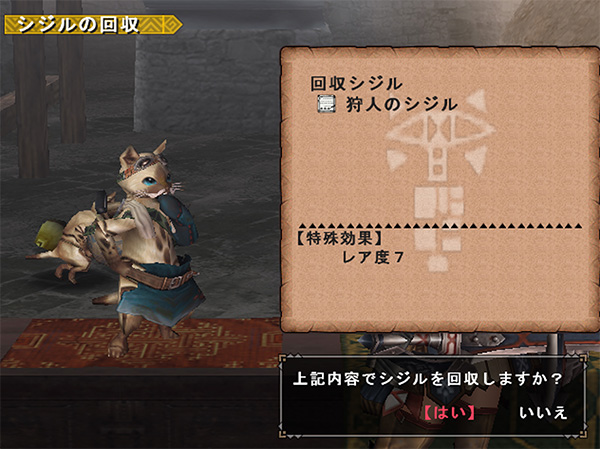 シジルの回収
回収シジル
狩人のシジル
【特殊効果】
レア度７
上記内容でシジルを回収しますか？
【はい】 いいえ